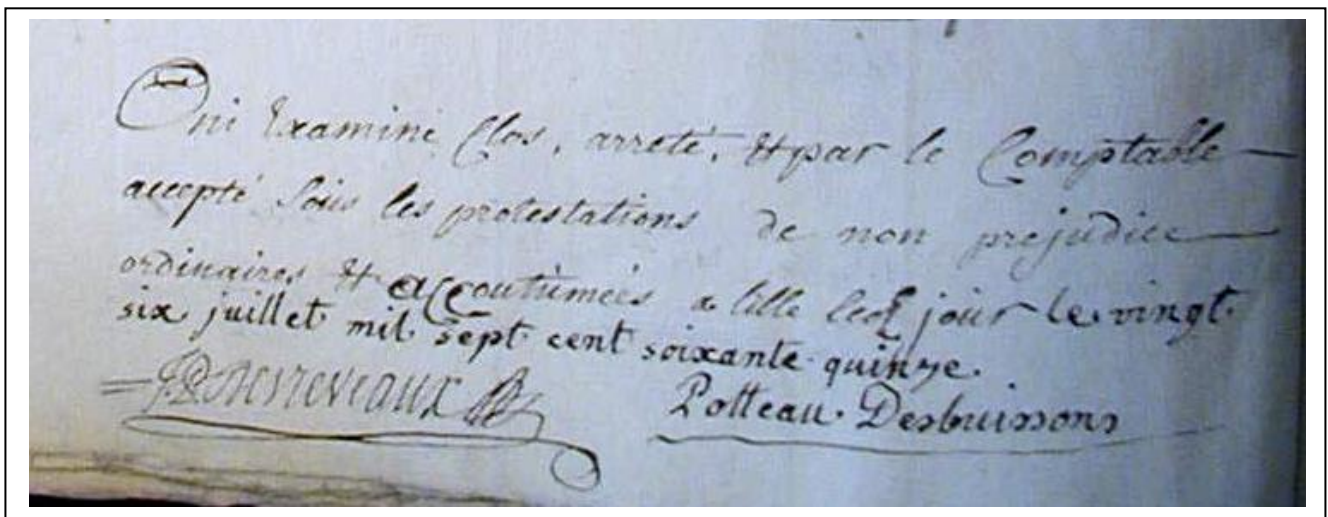 Oui Examiné Clos, arreté, et par le Comptable
accepté sous les protestations de non prejudice
ordinaires et accoutumées a lille jour le vingt
six juillet mil sept cent soixante quinze.
Potteau Desbuissons